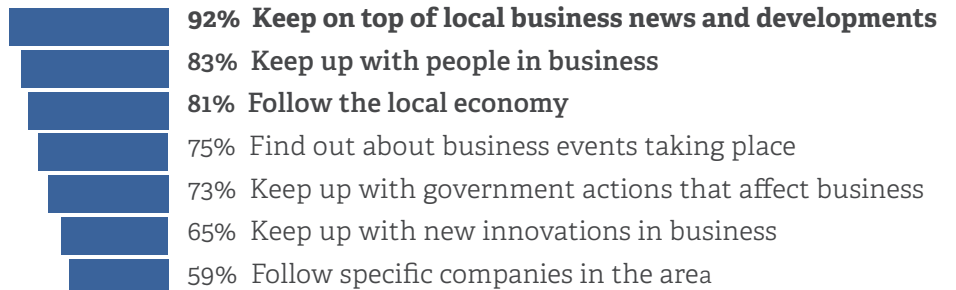 92% Keep on top of local business news and developments
83% Keep up with people in business
81% Follow the local economy
75% Find out about business events taking place
73% Keep up with government actions that affect business
65% Keep up with new innovations in business
59% Follow specific companies in the area